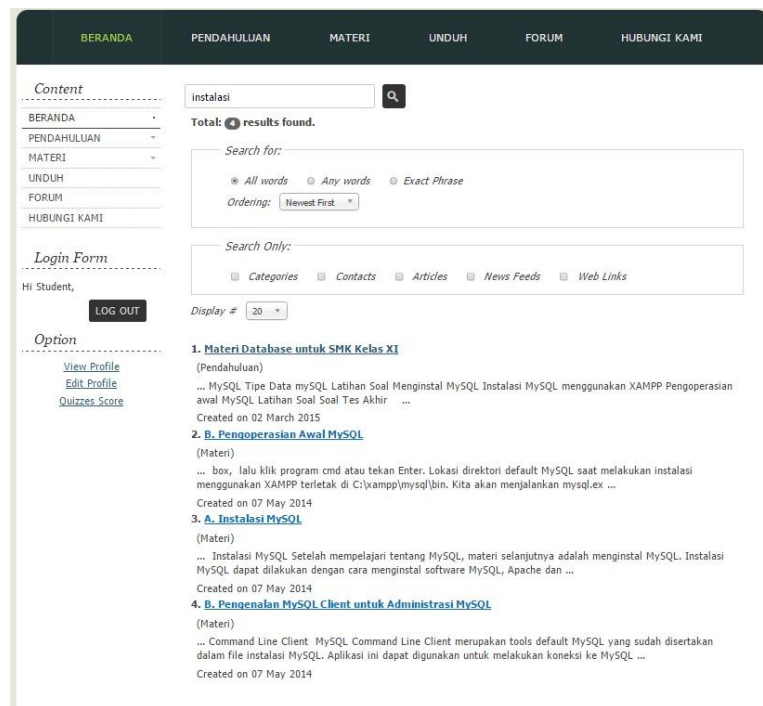 BERANDA PENDAHULUAN MATERI UNDUH FORUM HUBUNGI KAMI
Content
BERANDA
PENDAHULUAN
MATERI
UNDUH
FORUM
HUBUNGI KAMI
Login Form
Hi Student,
LOG OUT
Option
View Profile
Edit Profile
Quizzes Score
instalasi
Total: 4 results found.
Search for:
All words Any words Exact Phrase
Ordering: Newest First
Search Only:
Categories Contacts Articles News Feeds Web Links
Display # 20
1. Materi Database untuk SMK Kelas XI
(Pendahuluan)
... MySQL Tipe Data mySQL Latihan Soal Menginstal MySQL Instalasi MySQL menggunakan XAMPP Pengoperasian
awal MySQL Latihan Soal Soal Tes Akhir ...
Created on 02 March 2015
2. B. Pengoperasian Awal MySQL
(Materi)
... box, lalu klik program cmd atau tekan Enter. Lokasi direktori default MySQL saat melakukan instalasi
menggunakan XAMPP terletak di C:\xampp\mysql\bin. Kita akan menjalankan mysql.ex ...
Created on 07 May 2014
3. A. Instalasi MySQL
(Materi)
... Instalasi MySQL Setelah mempelajari tentang MySQL, materi selanjutnya adalah menginstal MySQL. Instalasi
MySQL dapat dilakukan dengan cara menginstal software MySQL, Apache dan ...
Created on 07 May 2014
4. B. Pengenalan MySQL Client untuk Administrasi MySQL
(Materi)
... Command Line Client MySQL Command Line Client merupakan tools default MySQL yang sudah disertakan
dalam file instalasi MySQL. Aplikasi ini dapat digunakan untuk melakukan koneksi ke MySQL ...
Created on 07 May 2014